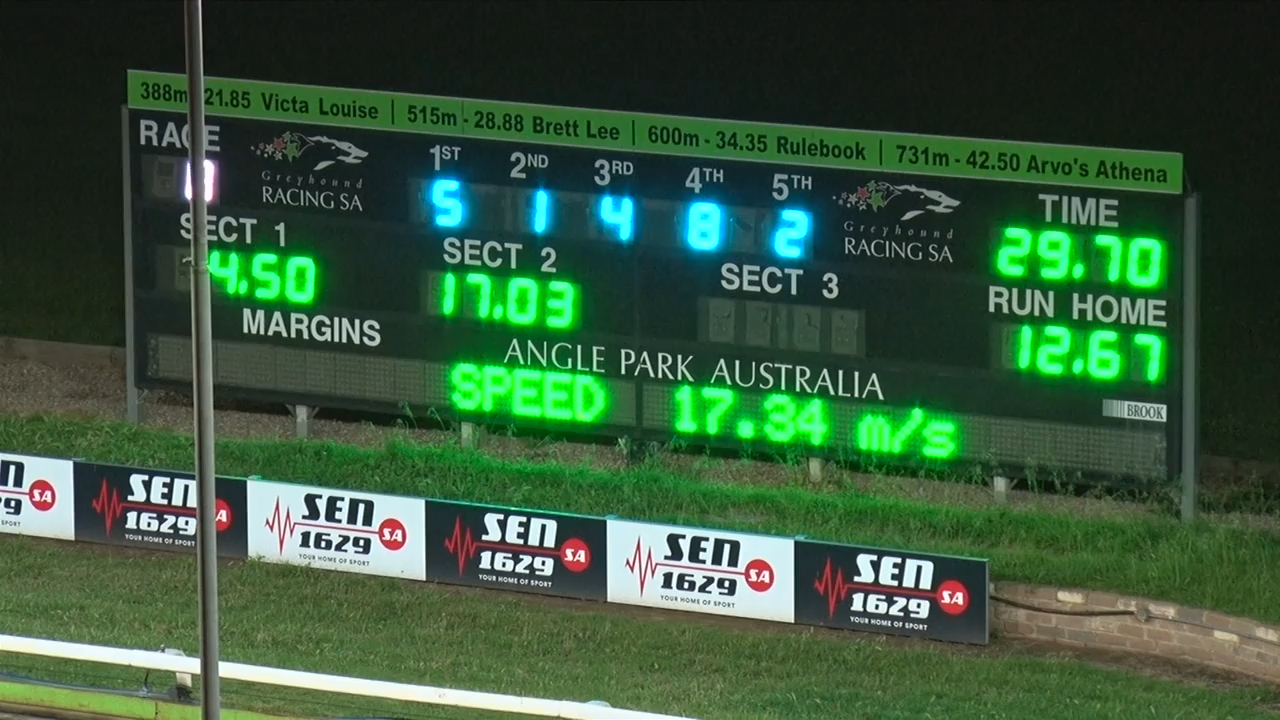 388m 21.85 Victa Louise | 515m - 28.88 Brett Lee | 600m - 34.35 Rulebook | 731m - 42.50 Arvo's Athena
RACE
Greyhound
RACING SA
1ST 2ND 3RD 4TH 5TH
5 1 4 8 2
Greyhound
RACING SA
TIME
29.70
SECT 1
4.50
SECT 2
17.03
SECT 3
RUN HOME
12.67
MARGINS
ANGLE PARK AUSTRALIA
SPEED 17.34 m/s
BROOK
SA
SEN
1629
SA
YOUR HOME OF SPORT
SEN
1629
SA
YOUR HOME OF SPORT
SEN
1629
SA
YOUR HOME OF SPORT
SEN
1629
SA
YOUR HOME OF SPORT
SEN
1629
SA
YOUR HOME OF SPORT